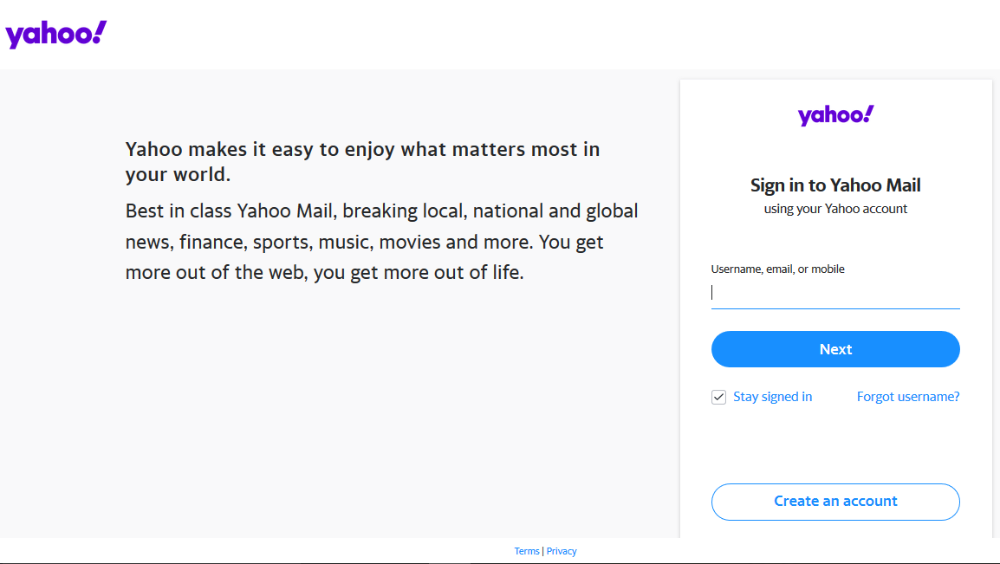 yahoo!
Yahoo makes it easy to enjoy what matters most in
your world.
Best in class Yahoo Mail, breaking local, national and global
news, finance, sports, music, movies and more. You get
more out of the web, you get more out of life.
yahoo!
Sign in to Yahoo Mail
using your Yahoo account
Username, email, or mobile
Next
Stay signed in
Forgot username?
Create an account
Terms | Privacy